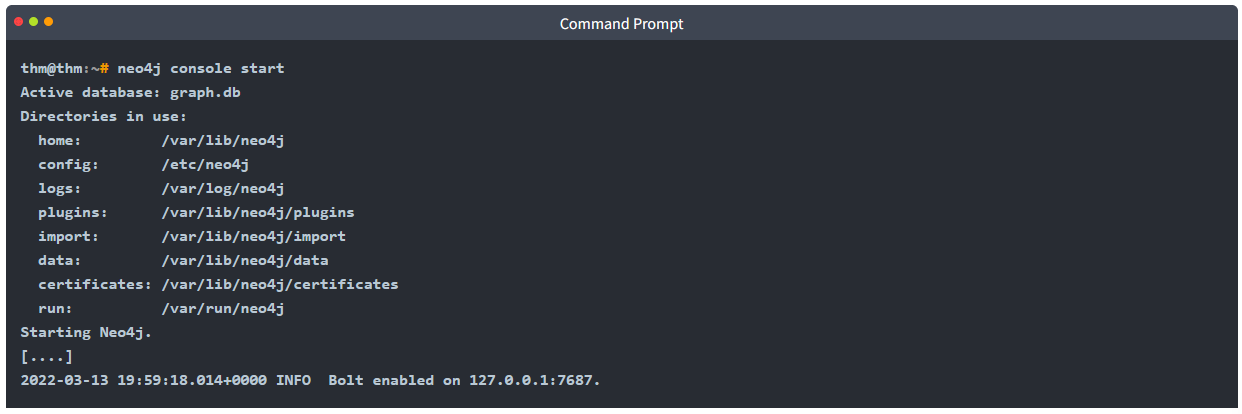 Command Prompt
thm@thm:~# neo4j console start
Active database: graph.db
Directories in use:
  home:         /var/lib/neo4j
  config:       /etc/neo4j
  logs:         /var/log/neo4j
  plugins:      /var/lib/neo4j/plugins
  import:       /var/lib/neo4j/import
  data:         /var/lib/neo4j/data
  certificates: /var/lib/neo4j/certificates
  run:          /var/run/neo4j
Starting Neo4j.
[....]
2022-03-13 19:59:18.014+0000 INFO  Bolt enabled on 127.0.0.1:7687.